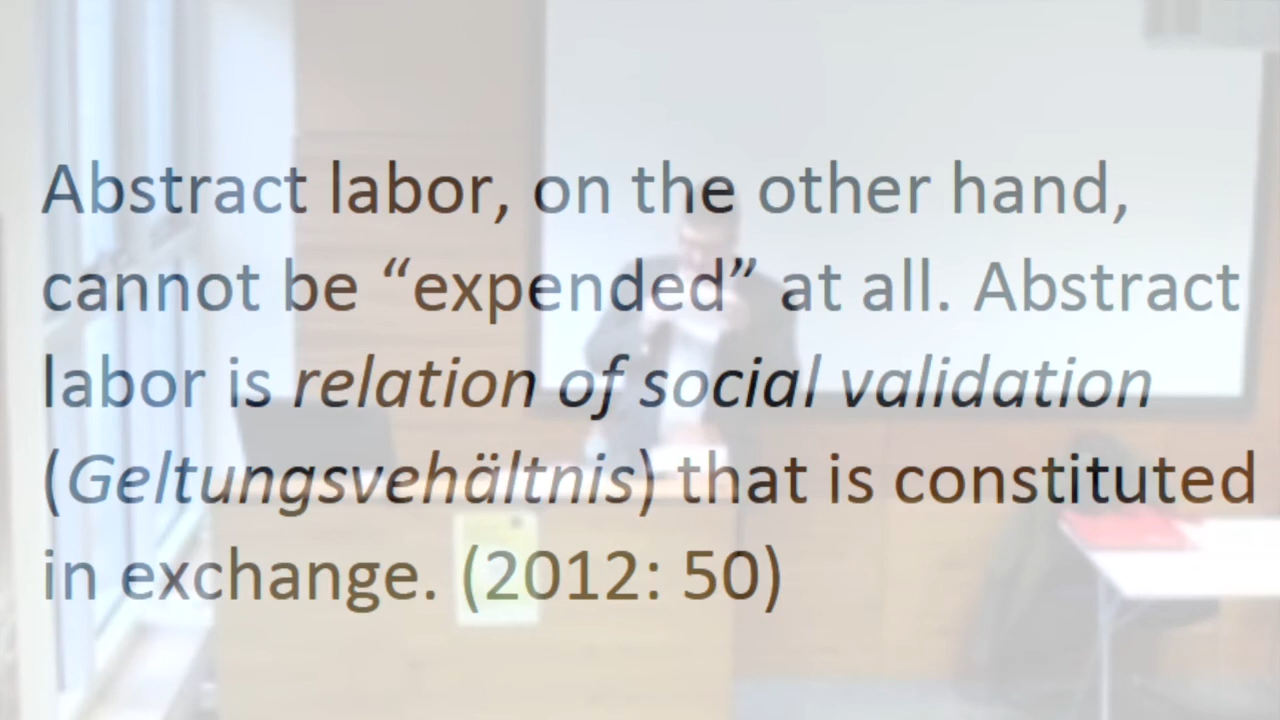 Abstract labor, on the other hand,
cannot be “expended” at all. Abstract
labor is relation of social validation
(Geltungsvehältnis) that is constituted
in exchange. (2012: 50)